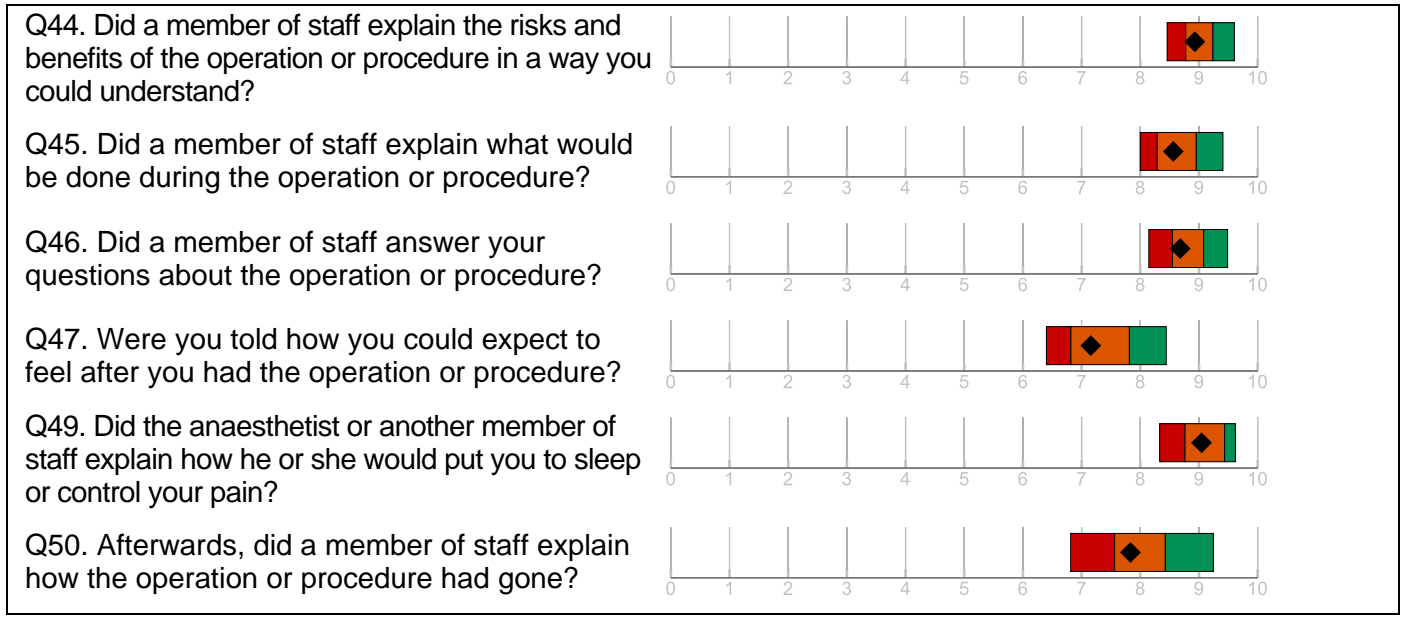 Q44. Did a member of staff explain the risks and
benefits of the operation or procedure in a way you
could understand?
0 1 2 3 4 5 6 7 8 9 10
Q45. Did a member of staff explain what would
be done during the operation or procedure?
0 1 2 3 4 5 6 7 8 9 10
Q46. Did a member of staff answer your
questions about the operation or procedure?
0 1 2 3 4 5 6 7 8 9 10
Q47. Were you told how you could expect to
feel after you had the operation or procedure?
0 1 2 3 4 5 6 7 8 9 10
Q49. Did the anaesthetist or another member of
staff explain how he or she would put you to sleep
or control your pain?
0 1 2 3 4 5 6 7 8 9 10
Q50. Afterwards, did a member of staff explain
how the operation or procedure had gone?
0 1 2 3 4 5 6 7 8 9 10